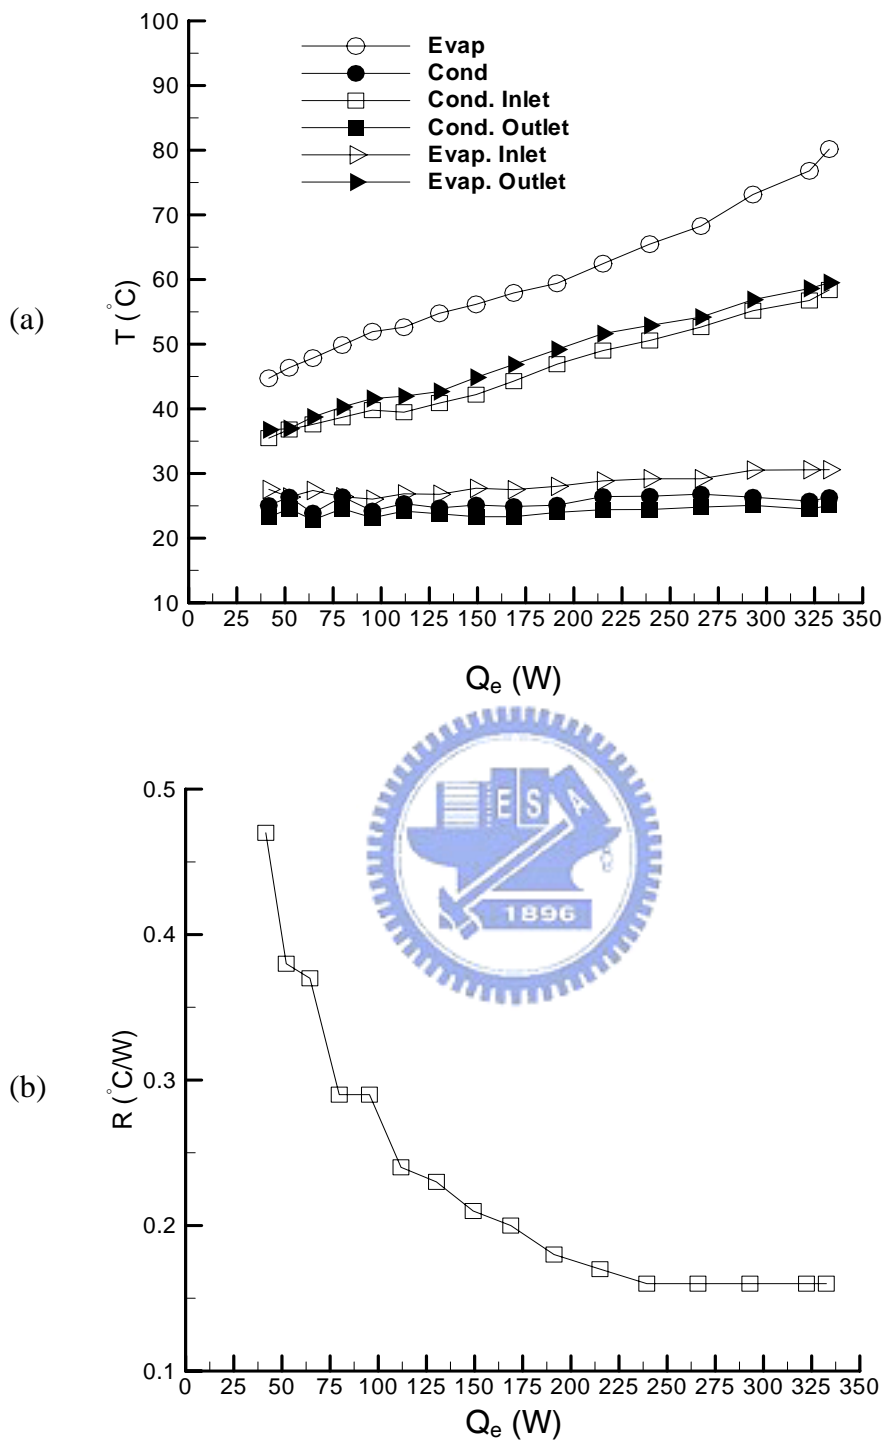 100
90
80
70
60
50
40
30
20
10
T (°C)
Evap
Cond
Cond. Inlet
Cond. Outlet
Evap. Inlet
Evap. Outlet
(a)
0 25 50 75 100 125 150 175 200 225 250 275 300 325 350
Qe (W)
E S A
1896
0.5
0.4
0.3
0.2
0.1
R (°C/W)
(b)
0 25 50 75 100 125 150 175 200 225 250 275 300 325 350
Qe (W)